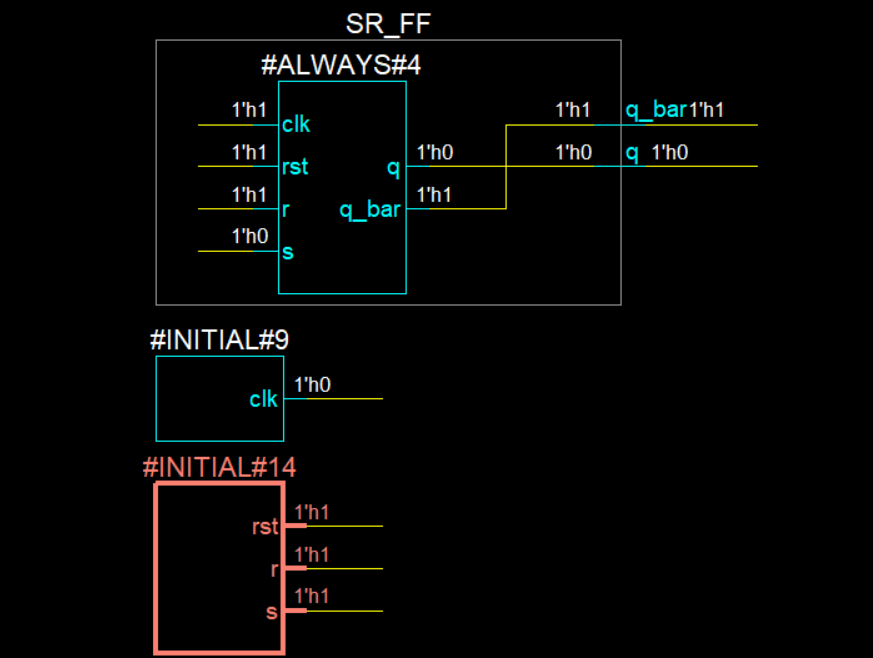 SR_FF
#ALWAYS#4
1'h1 clk 1'h1 q_bar 1'h1
1'h1 rst q 1'h0 1'h0 q 1'h0
1'h1 r q_bar 1'h1
1'h0 s
#INITIAL#9
clk 1'h0
#INITIAL#14
rst 1'h1
r 1'h1
s 1'h1